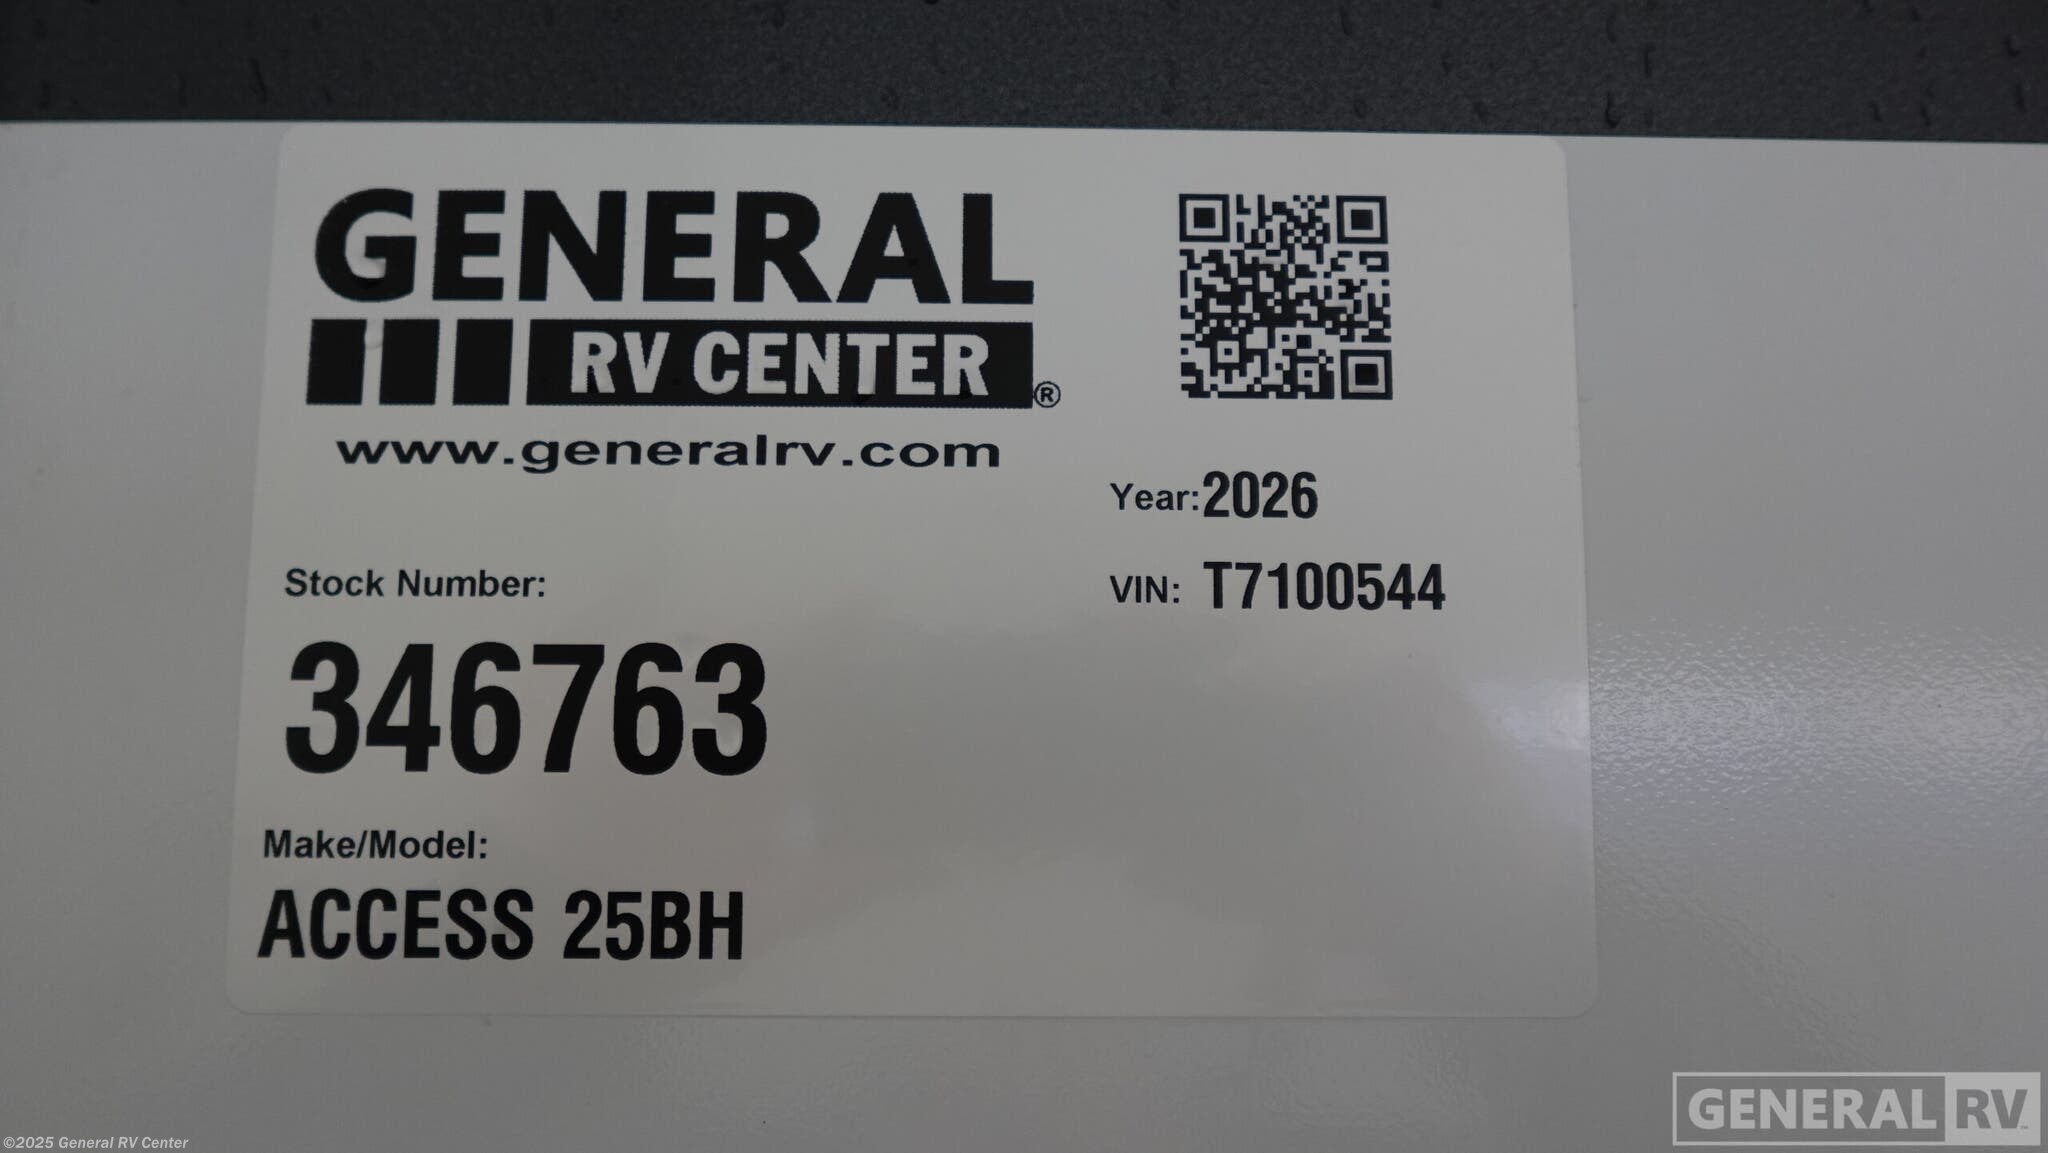 GENERAL
RV CENTER®
www.generalrv.com
Year: 2026
VIN: T7100544
Stock Number:
346763
Make/Model:
ACCESS 25BH
GENERAL RV™
©2025 General RV Center